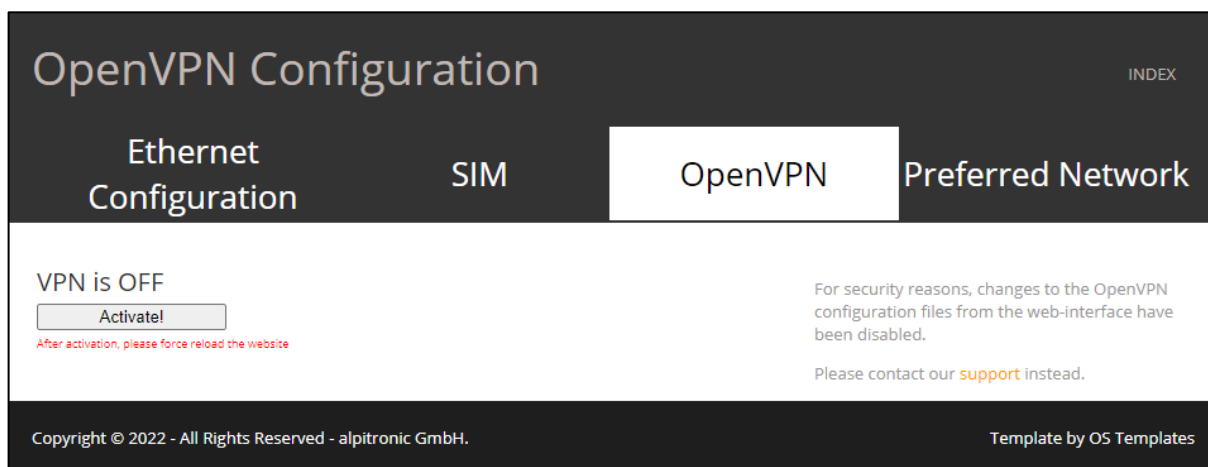 OpenVPN Configuration
INDEX
Ethernet
Configuration
SIM
OpenVPN
Preferred Network
VPN is OFF
Activate!
After activation, please force reload the website
For security reasons, changes to the OpenVPN
configuration files from the web-interface have
been disabled.
Please contact our support instead.
Copyright © 2022 - All Rights Reserved - alpitronic GmbH.
Template by OS Templates